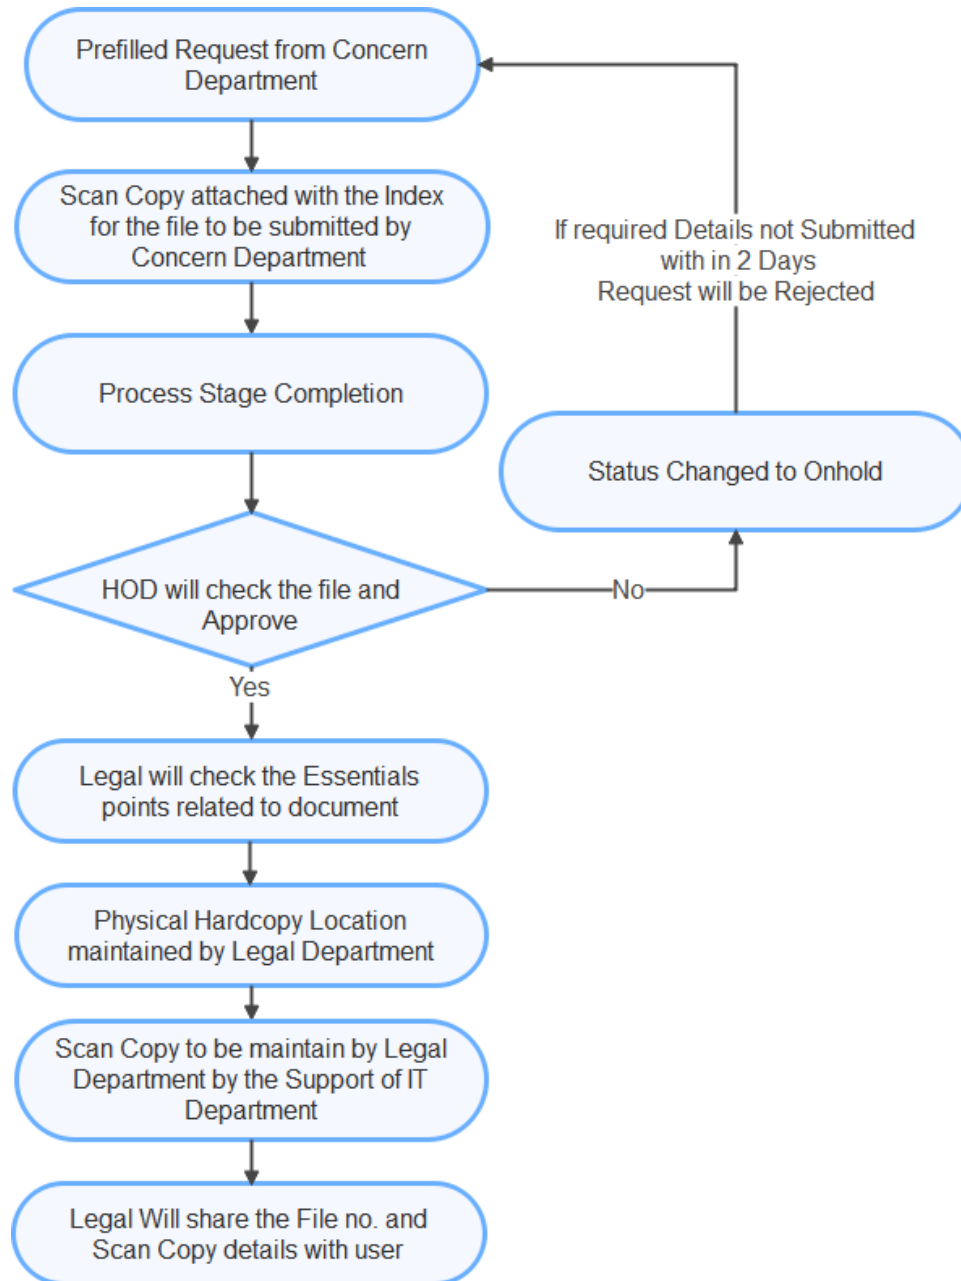 Prefilled Request from Concern
Department
Scan Copy attached with the Index
for the file to be submitted by
Concern Department
If required Details not Submitted
with in 2 Days
Request will be Rejected
Process Stage Completion
Status Changed to Onhold
HOD will check the file and
Approve
No
Yes
Legal will check the Essentials
points related to document
Physical Hardcopy Location
maintained by Legal Department
Scan Copy to be maintain by Legal
Department by the Support of IT
Department
Legal Will share the File no. and
Scan Copy details with user